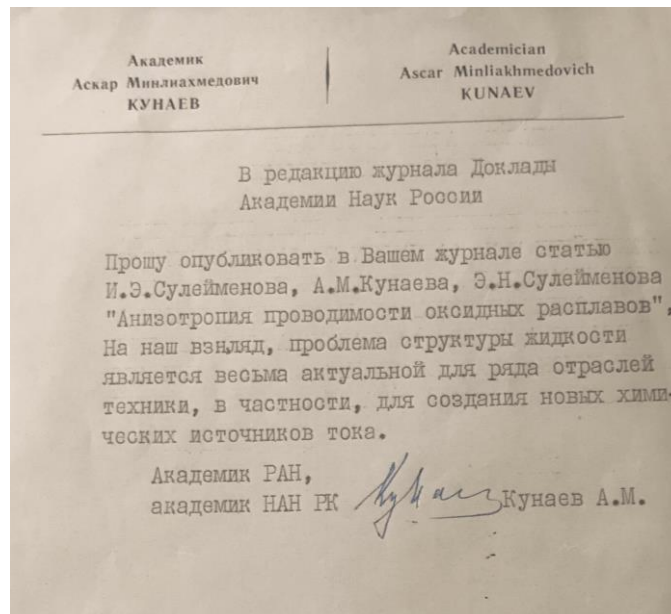 Академик
Аскар Минлиахмедович
КУНАЕВ
Academician
Ascar Minliakhmedovich
KUNAEV
В редакцию журнала Доклады
Академии Наук России
Прошу опубликовать в Вашем журнале статью
И.Э.Сулейменова, А.М.Кунаева, Э.Н.Сулейменова
"Анизотропия проводимости оксидных расплавов",
На наш взнляд, проблема структуры жидкости
является весьма актуальной для ряда отраслей
техники, в частности, для создания новых хими-
ческих источников тока.
Академик РАН,
академик НАН РК Кунаев А.М.